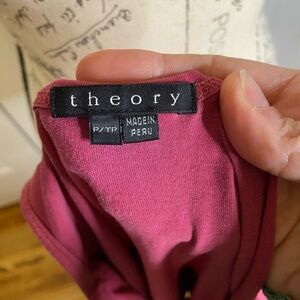 theory
P/TP
MADE IN
PERU